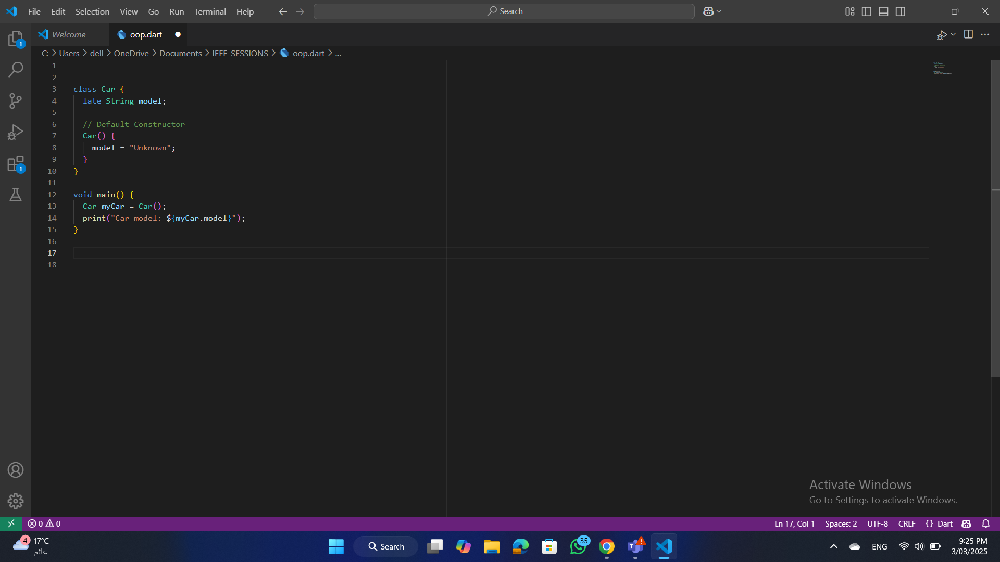 File Edit Selection View Go Run Terminal Help
Search
Welcome
oop.dart
C: > Users > dell > OneDrive > Documents > IEEE_SESSIONS > oop.dart > ...
1
2
3 class Car {
4 late String model;
5
6 // Default Constructor
7 Car() {
8 model = "Unknown";
9 }
10 }
11
12 void main() {
13 Car myCar = Car();
14 print("Car model: ${myCar.model}");
15 }
16
17
18
1
1
Activate Windows
Go to Settings to activate Windows.
0 0
Ln 17, Col 1 Spaces: 2 UTF-8 CRLF {} Dart
4
17°C
غائم
Search
35
T
ENG
9:25 PM
3/03/2025